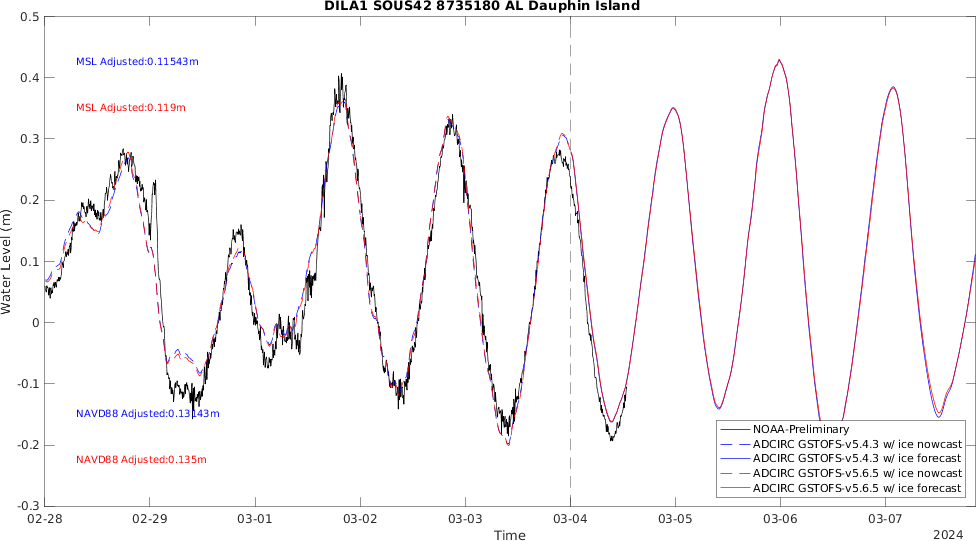 DILA1 SOUS42 8735180 AL Dauphin Island
0.5
0.4
0.3
0.2
0.1
0
-0.1
-0.2
-0.3
Water Level (m)
MSL Adjusted:0.11543m
MSL Adjusted:0.119m
NAVD88 Adjusted:0.13143m
NAVD88 Adjusted:0.135m
NOAA-Preliminary
ADCIRC GSTOFS-v5.4.3 w/ ice nowcast
ADCIRC GSTOFS-v5.4.3 w/ ice forecast
ADCIRC GSTOFS-v5.6.5 w/ ice nowcast
ADCIRC GSTOFS-v5.6.5 w/ ice forecast
02-28 02-29 03-01 03-02 03-03 03-04 03-05 03-06 03-07
Time
2024